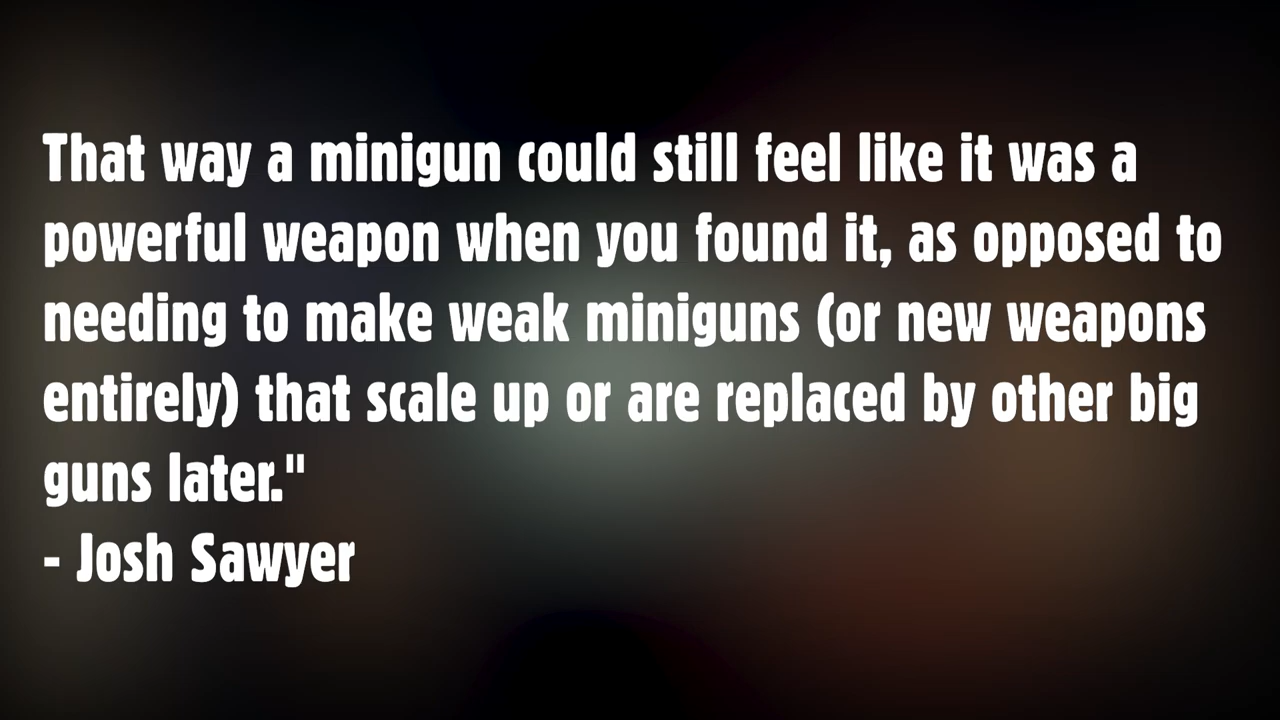 That way a minigun could still feel like it was a
powerful weapon when you found it, as opposed to
needing to make weak miniguns (or new weapons
entirely) that scale up or are replaced by other big
guns later."
- Josh Sawyer